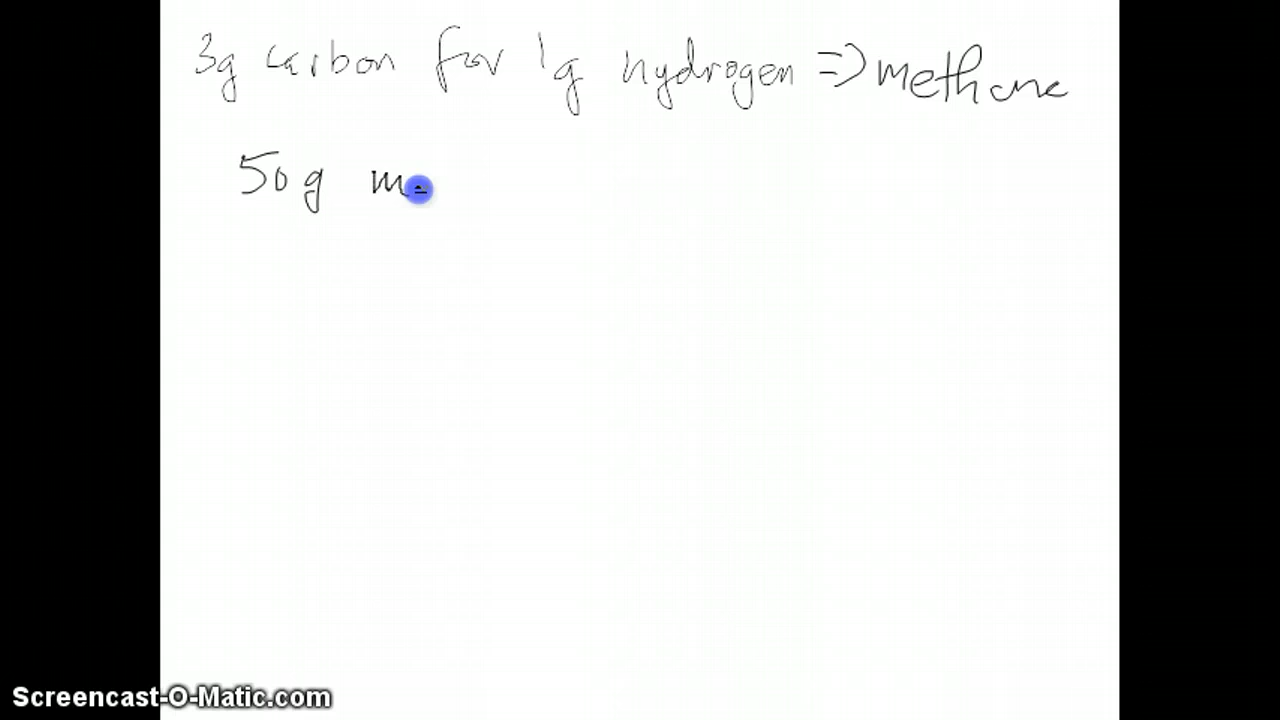 3g carbon for 1g hydrogen => methane
50g m
Screencast-O-Matic.com